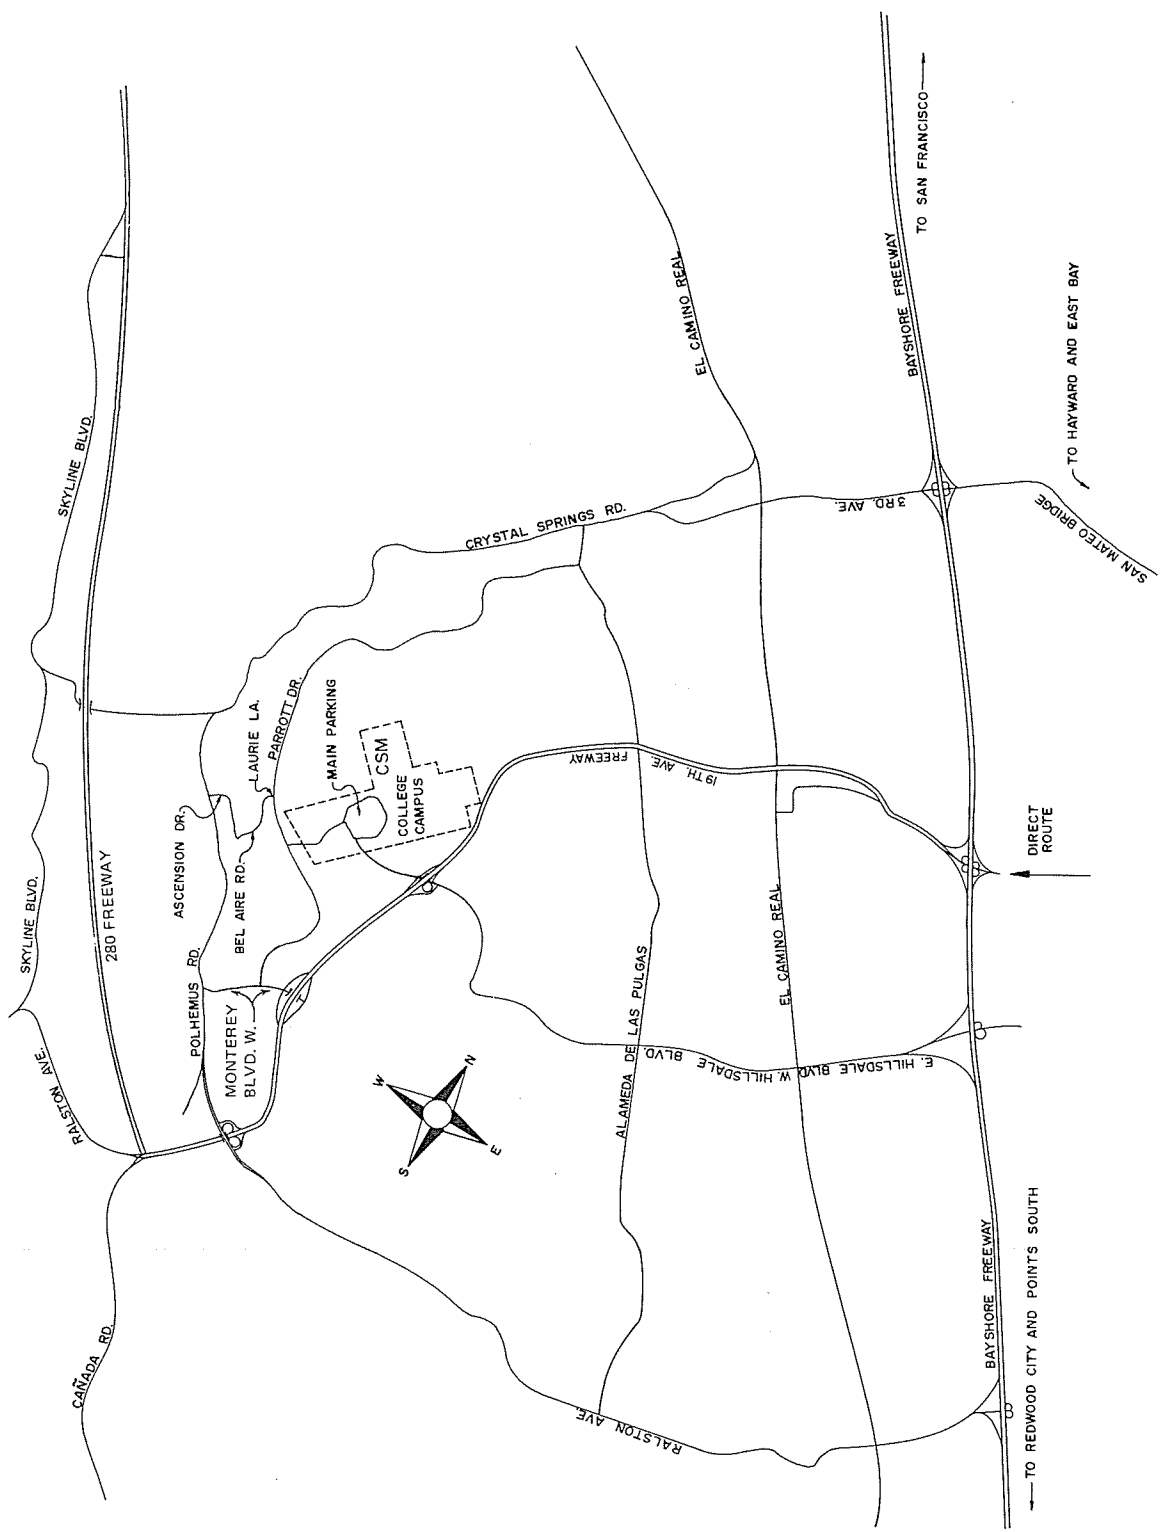 SKYLINE BLVD.
SKYLINE BLVD.
280 FREEWAY
RALSTON AVE.
CAÑADA RD.
POLHEMUS RD.
ASCENSION DR.
BEL AIRE RD.
LAURIE LA.
PARROTT DR.
MAIN PARKING
CSM
COLLEGE
CAMPUS
MONTEREY
BLVD. W.
CRYSTAL SPRINGS RD.
3RD. AVE.
EL CAMINO REAL
BAYSHORE FREEWAY
TO SAN FRANCISCO
TO HAYWARD AND EAST BAY
SAN MATEO BRIDGE
19TH. AVE.
FREEWAY
DIRECT
ROUTE
EL CAMINO REAL
ALAMEDA DE LAS PULGAS
W. HILLSDALE BLVD.
E. HILLSDALE BLVD.
N
W
S
E
RALSTON AVE.
BAYSHORE FREEWAY
TO REDWOOD CITY AND POINTS SOUTH